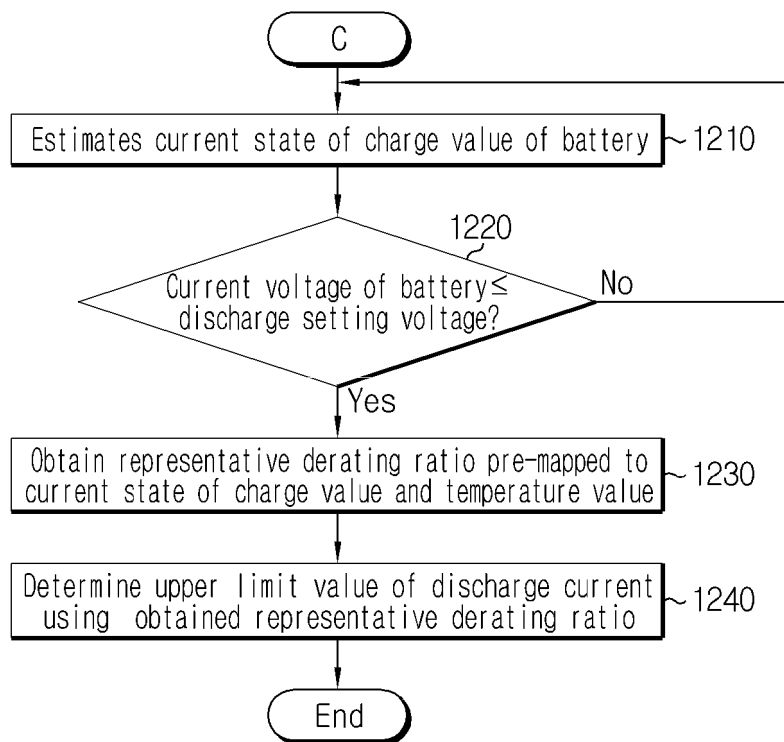 C
Estimates current state of charge value of battery
1210
1220
Current voltage of battery≤
discharge setting voltage?
No
Yes
Obtain representative derating ratio pre-mapped to
current state of charge value and temperature value
1230
Determine upper limit value of discharge current
using obtained representative derating ratio
1240
End